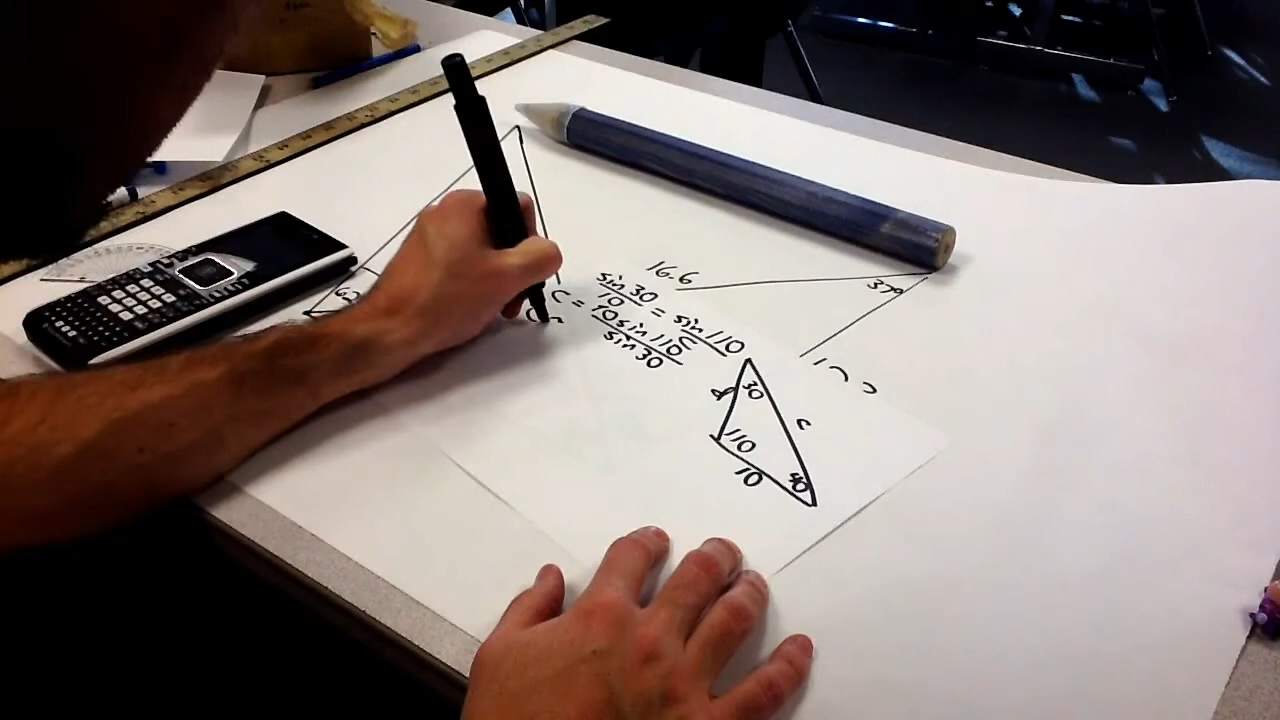 16.6
37°
sin 30 = sin 110
10 c
c = 10 sin 110
sin 30
30
c
110
10
40